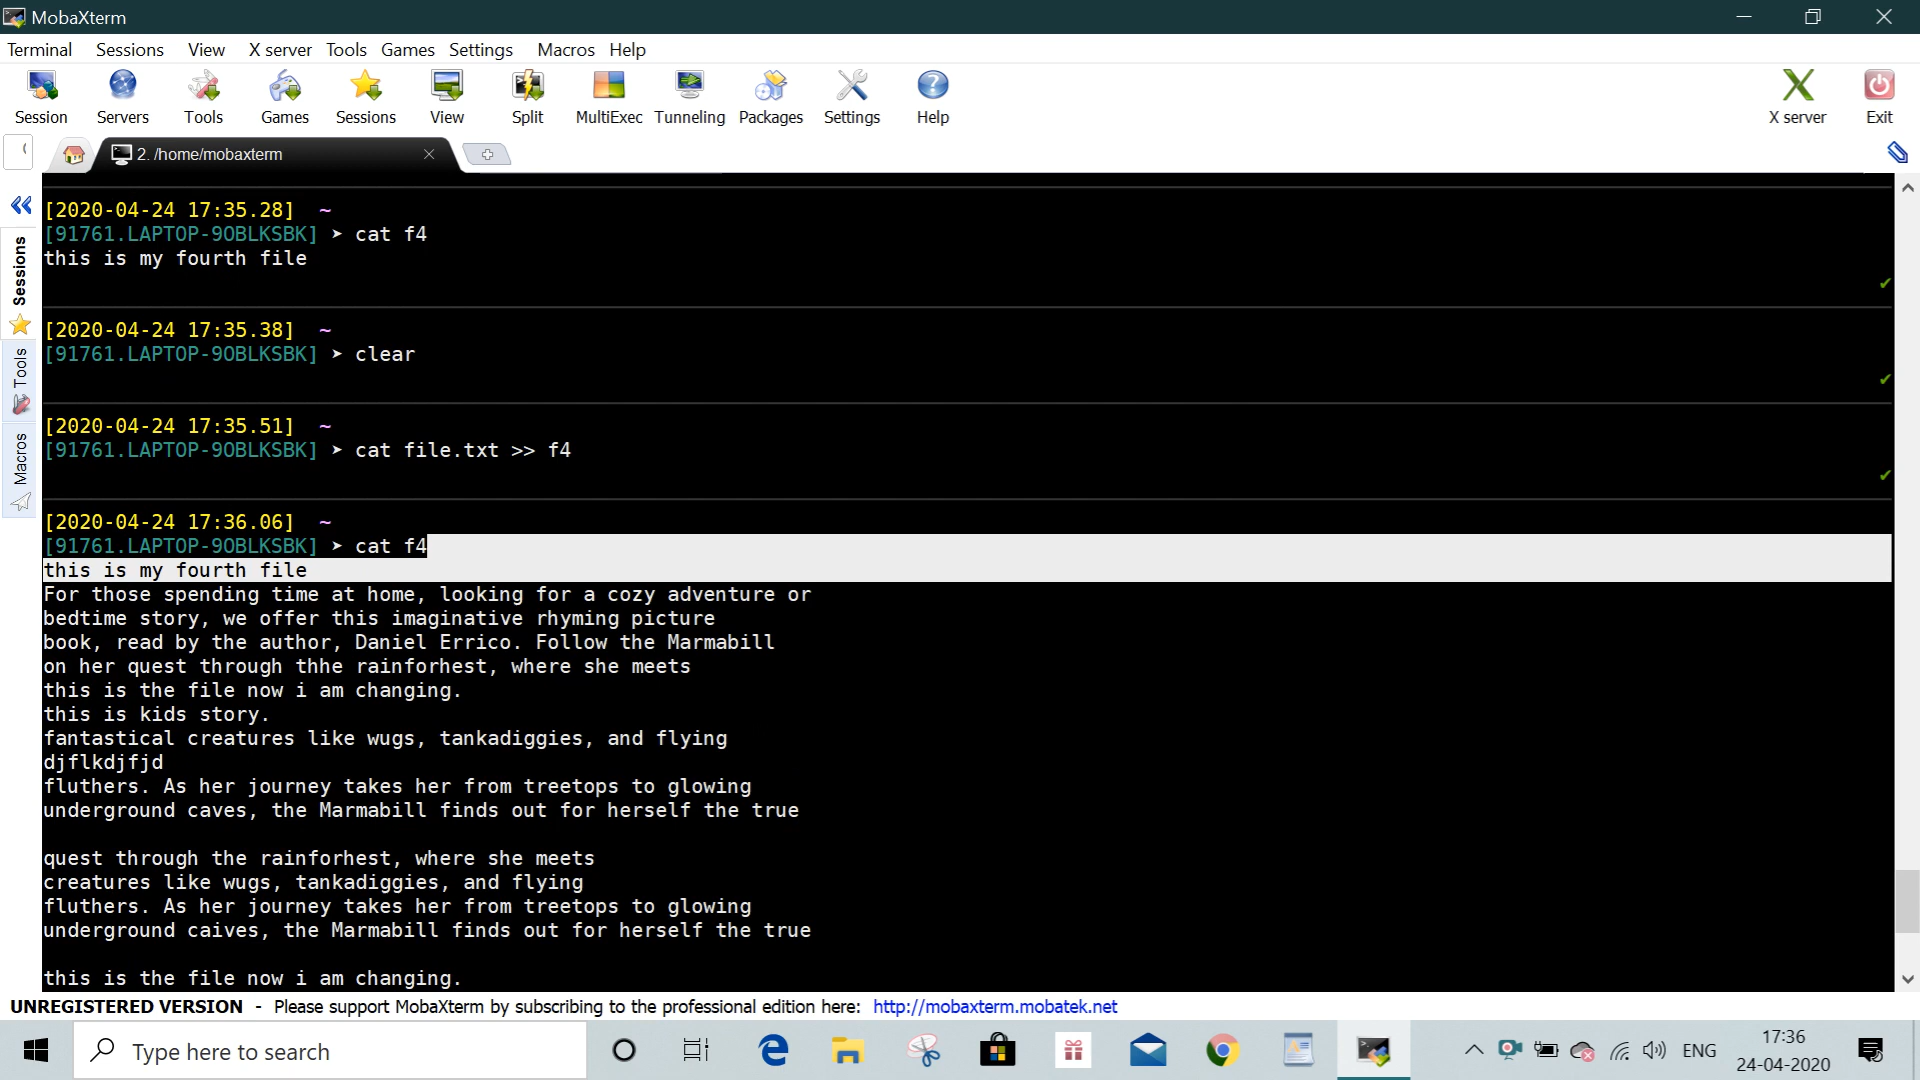 MobaXterm
Terminal Sessions View X server Tools Games Settings Macros Help
Session Servers Tools Games Sessions View Split MultiExec Tunneling Packages Settings Help X server Exit
2. /home/mobaxterm
Sessions
Tools
Macros
[2020-04-24 17:35.28] ~
[91761.LAPTOP-9OBLKSBK] ➤ cat f4
this is my fourth file
[2020-04-24 17:35.38] ~
[91761.LAPTOP-9OBLKSBK] ➤ clear
[2020-04-24 17:35.51] ~
[91761.LAPTOP-9OBLKSBK] ➤ cat file.txt >> f4
[2020-04-24 17:36.06] ~
[91761.LAPTOP-9OBLKSBK] ➤ cat f4
this is my fourth file
For those spending time at home, looking for a cozy adventure or
bedtime story, we offer this imaginative rhyming picture
book, read by the author, Daniel Errico. Follow the Marmabill
on her quest through thhe rainforhest, where she meets
this is the file now i am changing.
this is kids story.
fantastical creatures like wugs, tankadiggies, and flying
djflkdjfjd
fluthers. As her journey takes her from treetops to glowing
underground caves, the Marmabill finds out for herself the true
quest through the rainforhest, where she meets
creatures like wugs, tankadiggies, and flying
fluthers. As her journey takes her from treetops to glowing
underground caives, the Marmabill finds out for herself the true
this is the file now i am changing.
UNREGISTERED VERSION - Please support MobaXterm by subscribing to the professional edition here: http://mobaxterm.mobatek.net
Type here to search
ENG
17:36
24-04-2020